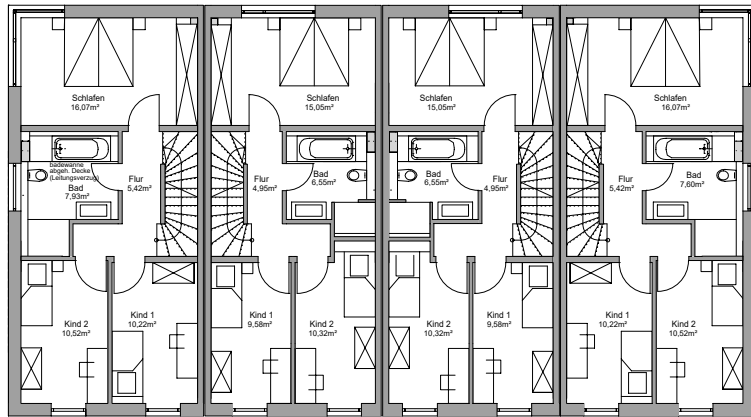 Schlafen
16,07m²
Schlafen
15,05m²
Schlafen
15,05m²
Schlafen
16,07m²
badewanne
abgeh. Decke
(Leitungsverzug)
Bad
7,93m²
Flur
5,42m²
Flur
4,95m²
Bad
6,55m²
Bad
6,55m²
Flur
4,95m²
Flur
5,42m²
Bad
7,60m²
Kind 2
10,52m²
Kind 1
10,22m²
Kind 1
9,58m²
Kind 2
10,32m²
Kind 2
10,32m²
Kind 1
9,58m²
Kind 1
10,22m²
Kind 2
10,52m²